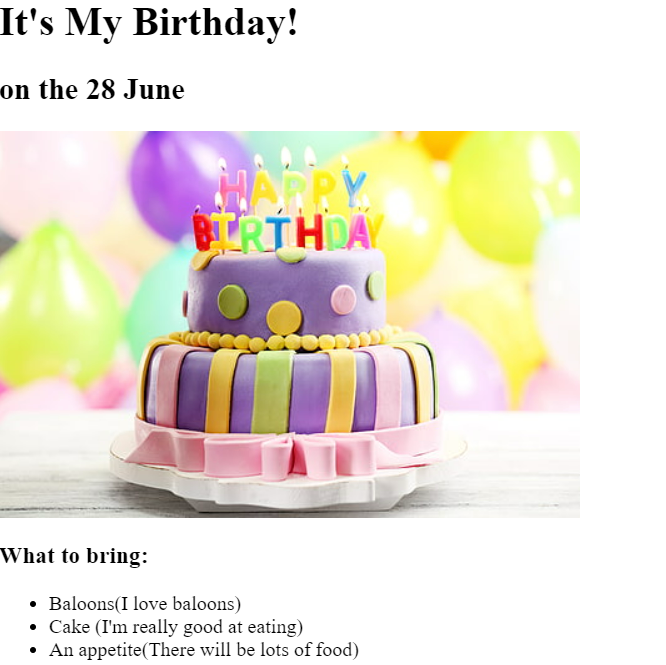 It's My Birthday!
on the 28 June
HAPPY
BIRTHDAY
What to bring:
Baloons(I love baloons)
Cake (I'm really good at eating)
An appetite(There will be lots of food)